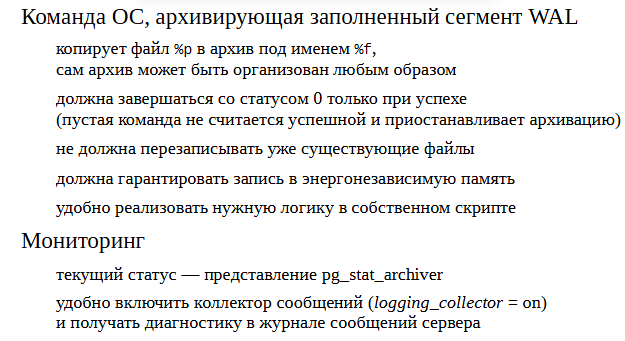 Команда ОС, архивирующая заполненный сегмент WAL
копирует файл %p в архив под именем %f,
сам архив может быть организован любым образом
должна завершаться со статусом 0 только при успехе
(пустая команда не считается успешной и приостанавливает архивацию)
не должна перезаписывать уже существующие файлы
должна гарантировать запись в энергонезависимую память
удобно реализовать нужную логику в собственном скрипте
Мониторинг
текущий статус — представление pg_stat_archiver
удобно включить коллектор сообщений (logging_collector = on)
и получать диагностику в журнале сообщений сервера